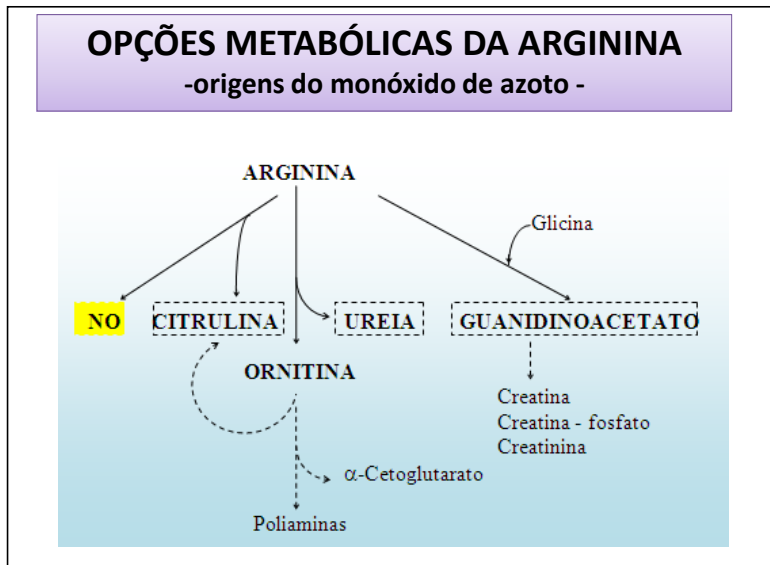 OPÇÕES METABÓLICAS DA ARGININA
-origens do monóxido de azoto -
ARGININA
Glicina
NO
CITRULINA
UREIA
GUANIDINOACETATO
ORNITINA
Creatina
Creatina - fosfato
Creatinina
α-Cetoglutarato
Poliaminas